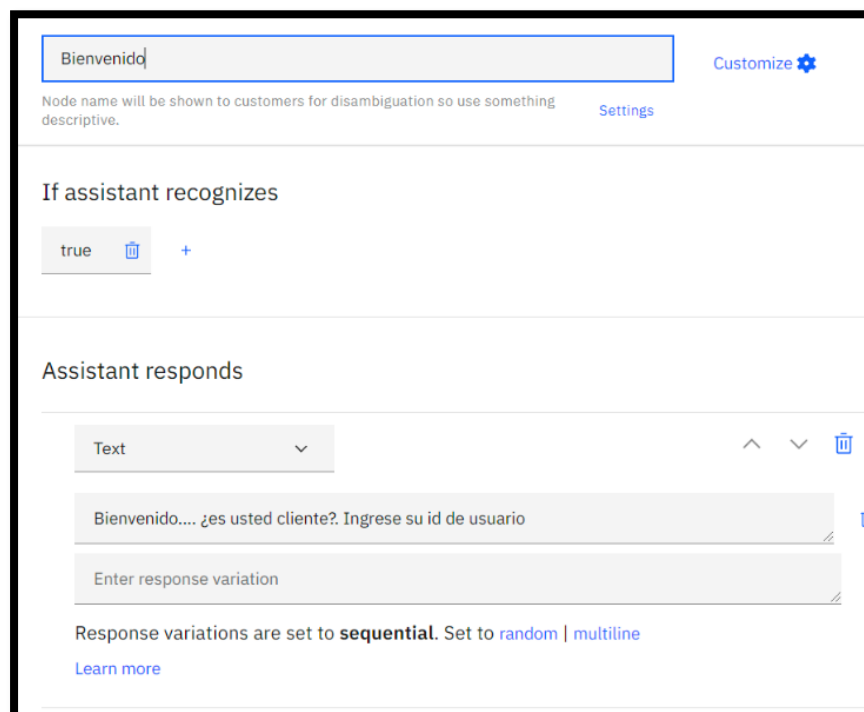 Bienvenido
Customize
Node name will be shown to customers for disambiguation so use something
descriptive.
Settings
If assistant recognizes
true
+
Assistant responds
Text
Bienvenido.... ¿es usted cliente?. Ingrese su id de usuario
Enter response variation
Response variations are set to sequential. Set to random | multiline
Learn more